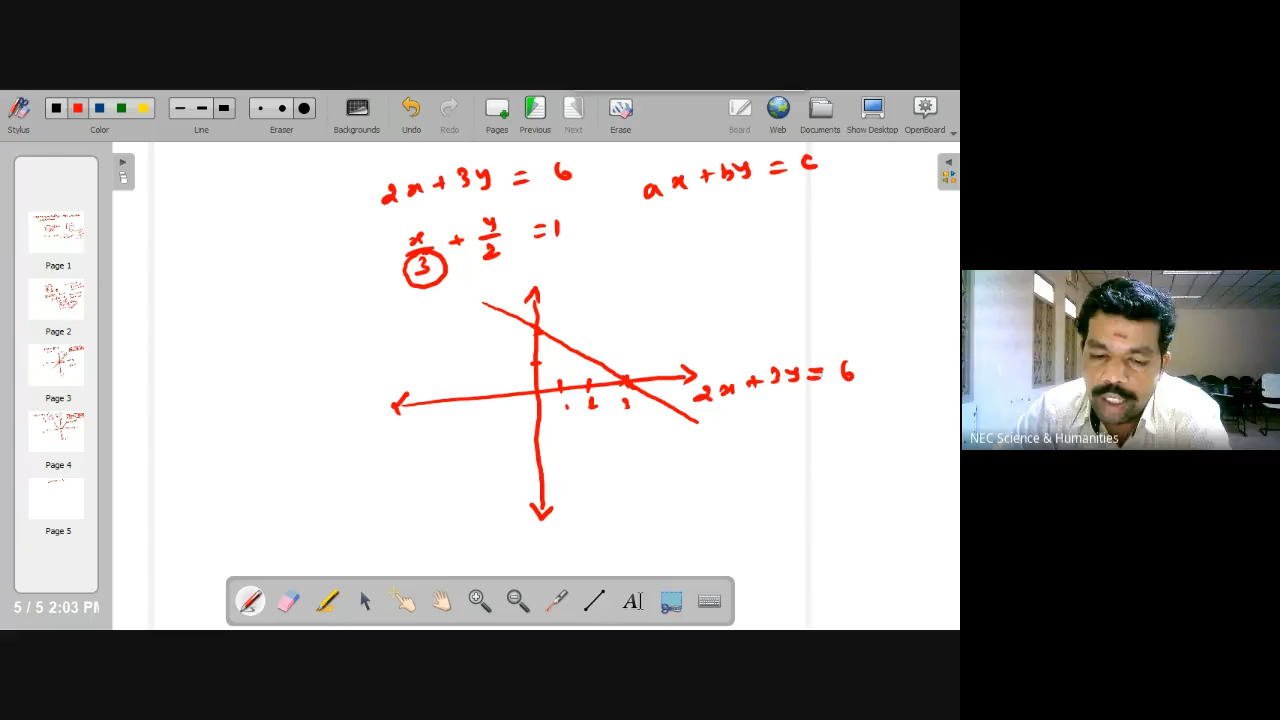 Stylus Color Line Eraser Backgrounds Undo Redo Pages Previous Next Erase Board Web Documents Show Desktop OpenBoard
2x + 3y = 6
ax + by = c
x/3 + y/2 = 1
1 2 3
2x + 3y = 6
Page 1
Page 2
Page 3
Page 4
Page 5
5 / 5 2:03 PM
NEC Science & Humanities